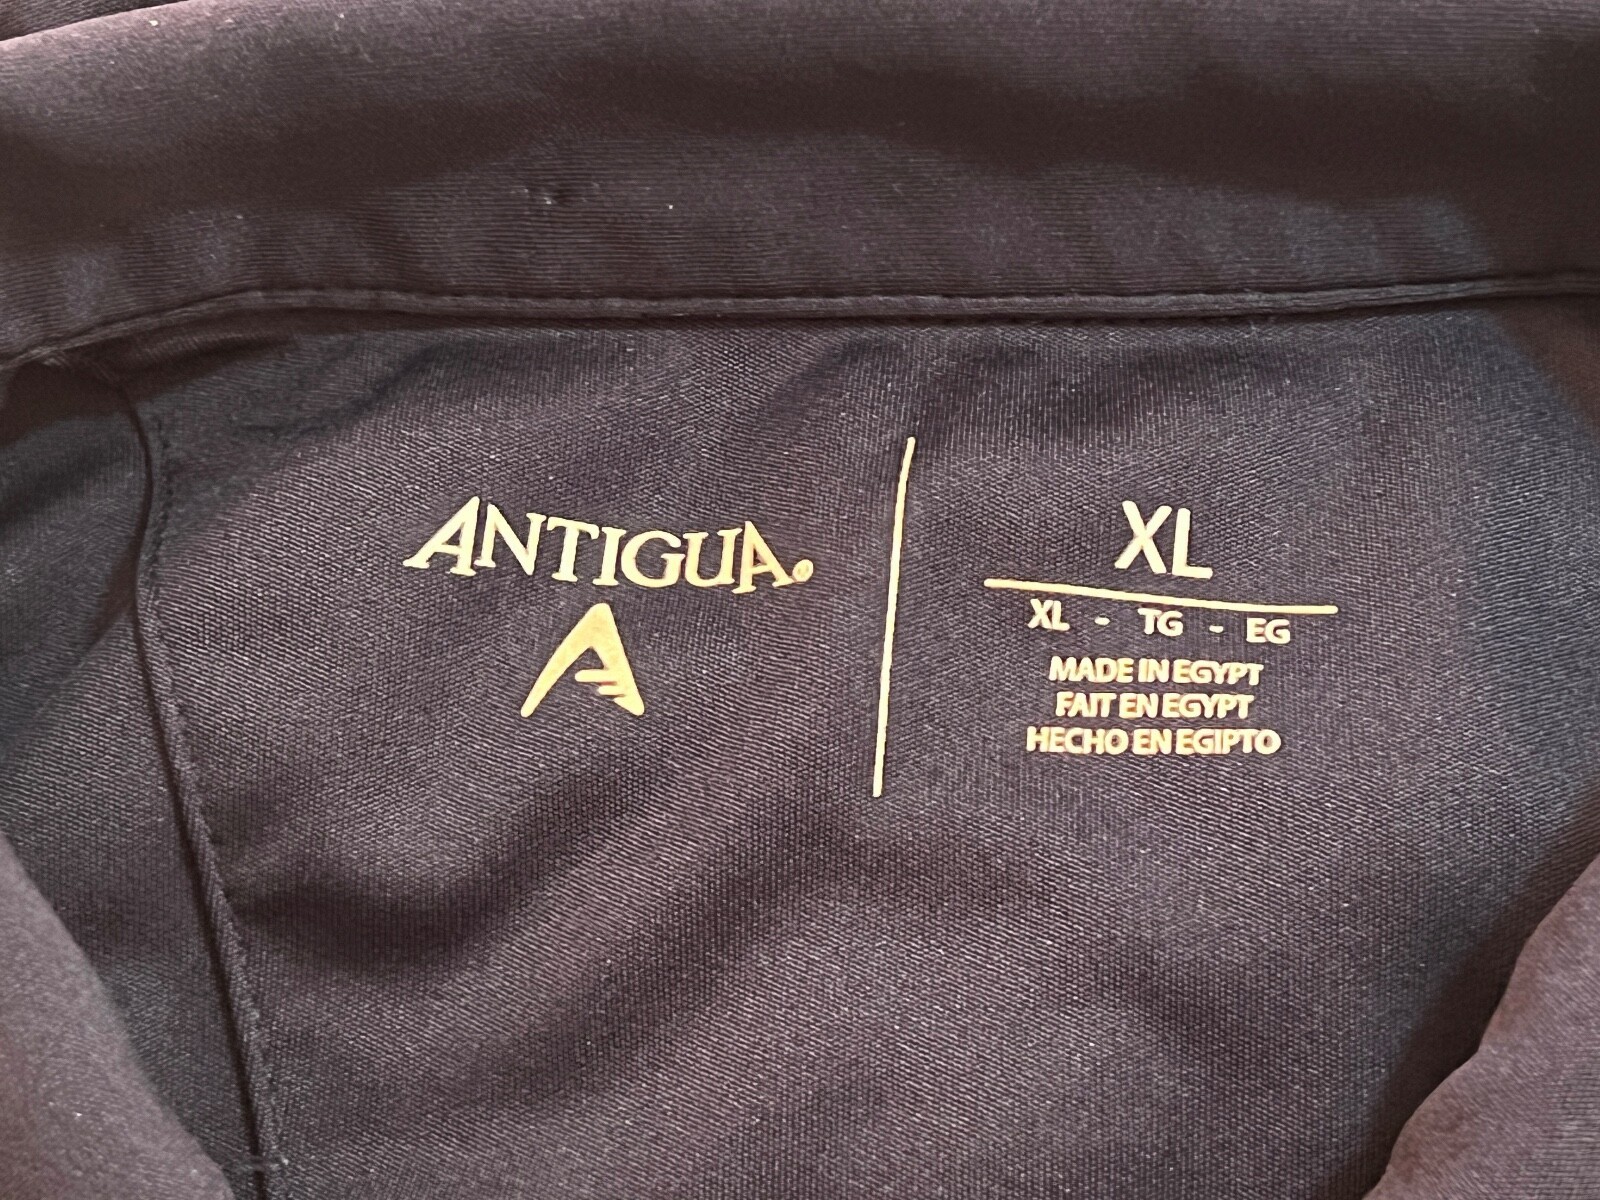 ANTIGUA®
A
XL
XL - TG - EG
MADE IN EGYPT
FAIT EN EGYPT
HECHO EN EGIPTO